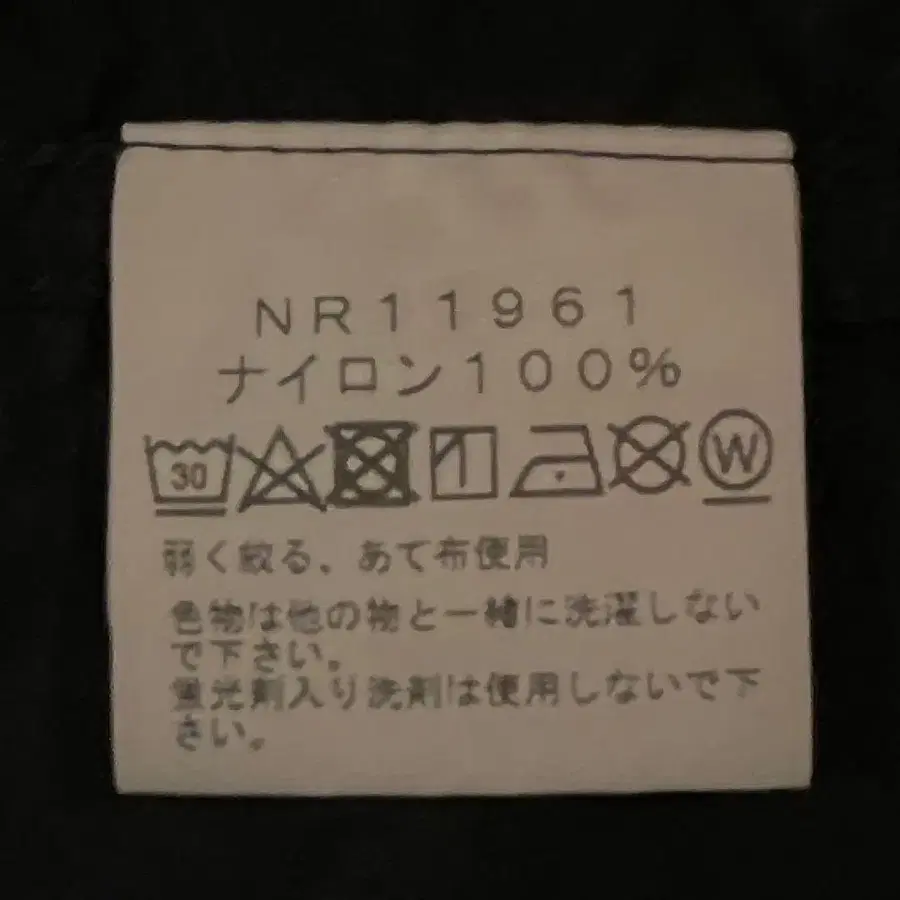 NR11961
ナイロン100%
30 W
弱く絞る、あて布使用
色物は他の物と一緒に洗濯しない
で下さい。
蛍光剤入り洗剤は使用しないで下
さい。